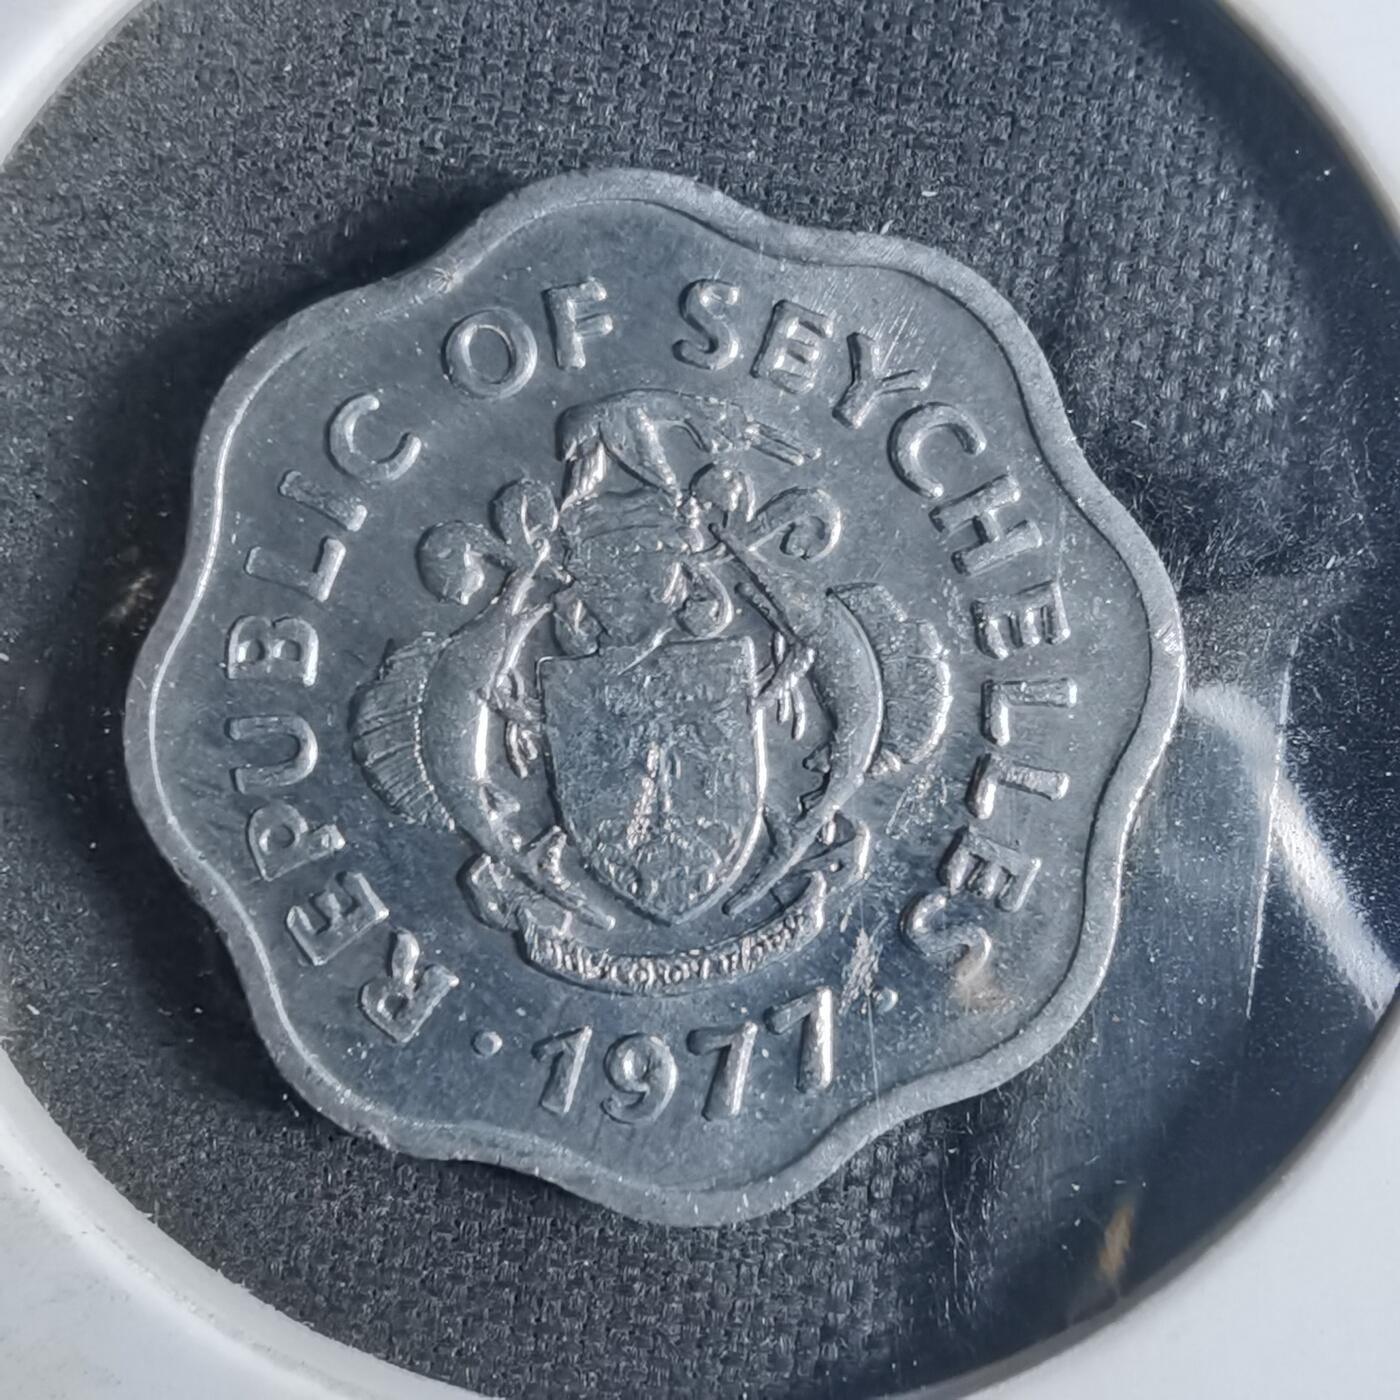 REPUBLIC OF SEYCHELLES
· 1977 ·